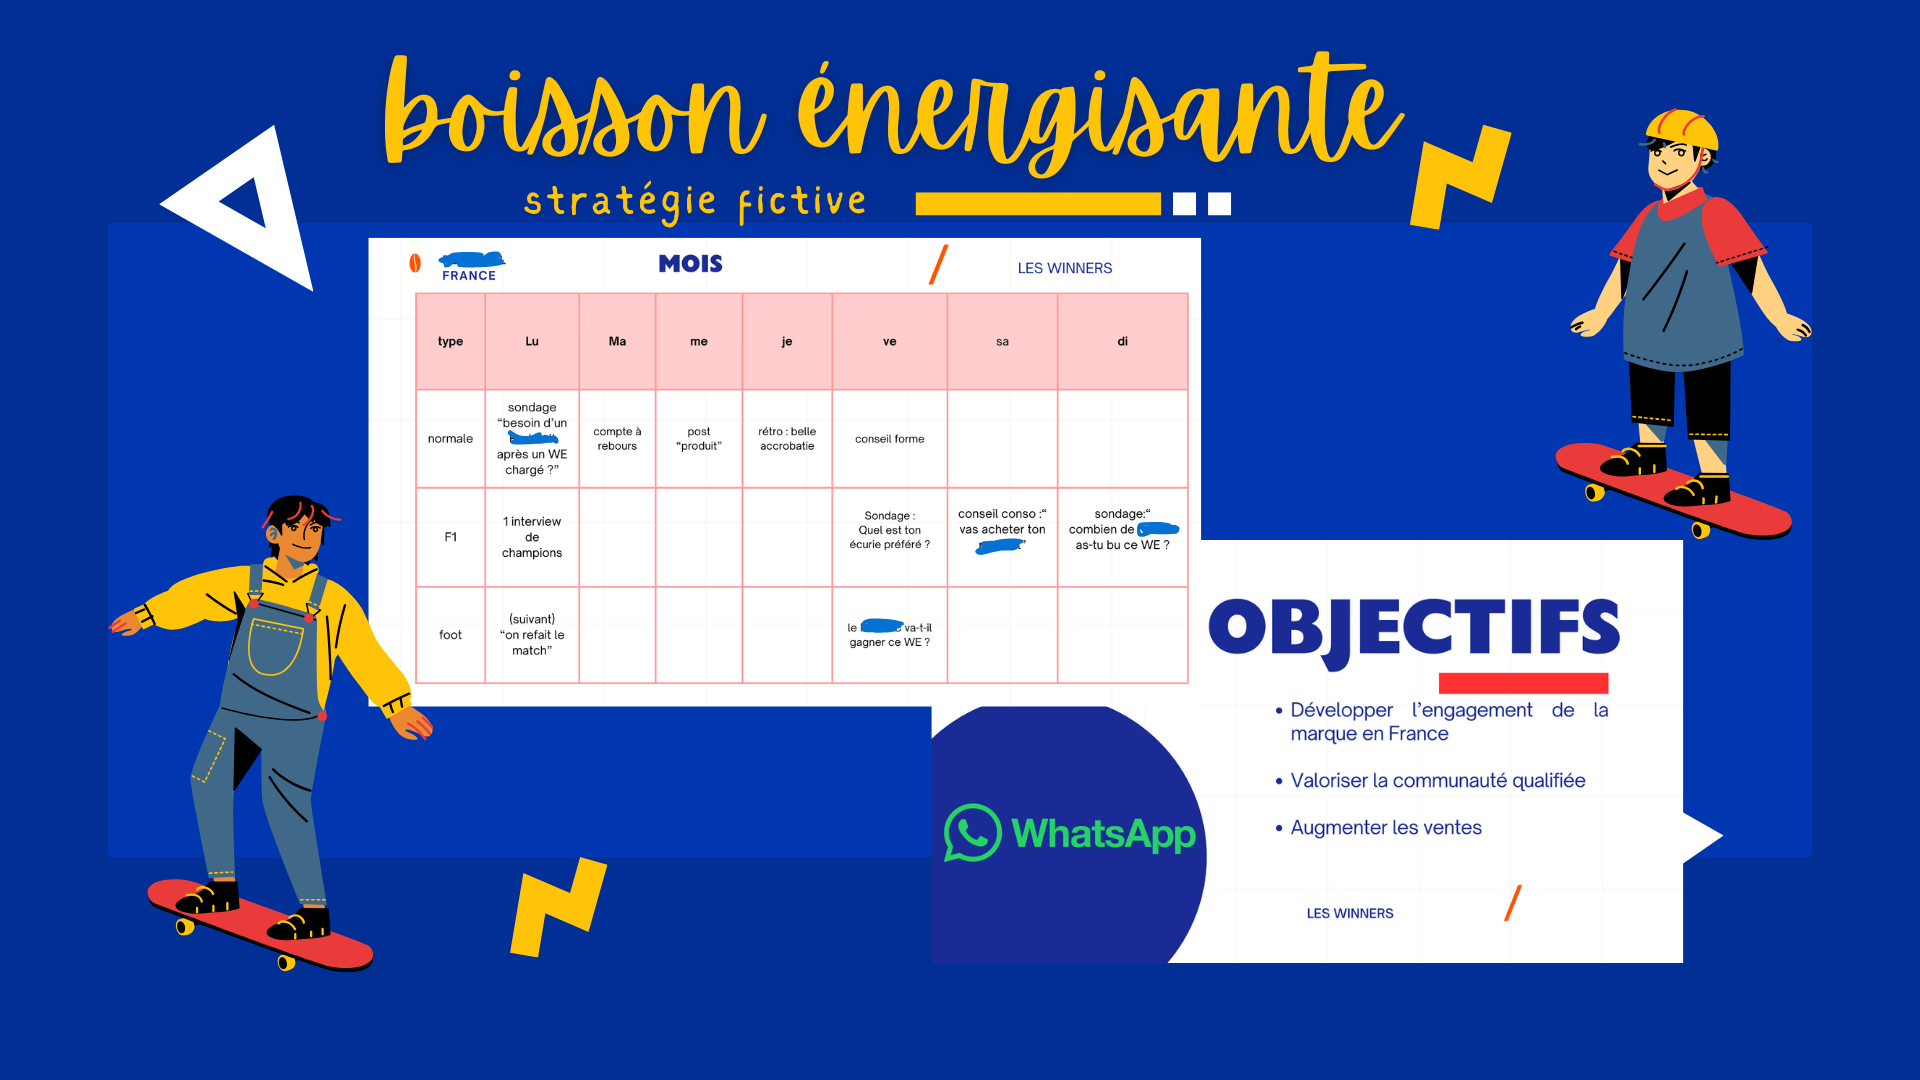 boisson énergisante
stratégie fictive
FRANCE
MOIS
LES WINNERS
type
Lu
Ma
me
je
ve
sa
di
normale
sondage
“besoin d’un
après un WE
chargé ?”
compte à
rebours
post
“produit”
rétro : belle
accrobatie
conseil forme
F1
1 interview
de
champions
Sondage :
Quel est ton
écurie préféré ?
conseil conso :“
vas acheter ton
”
sondage:“
combien de
as-tu bu ce WE ?
foot
(suivant)
“on refait le
match”
le va-t-il
gagner ce WE ?
OBJECTIFS
• Développer l’engagement de la
marque en France
• Valoriser la communauté qualifiée
• Augmenter les ventes
WhatsApp
LES WINNERS